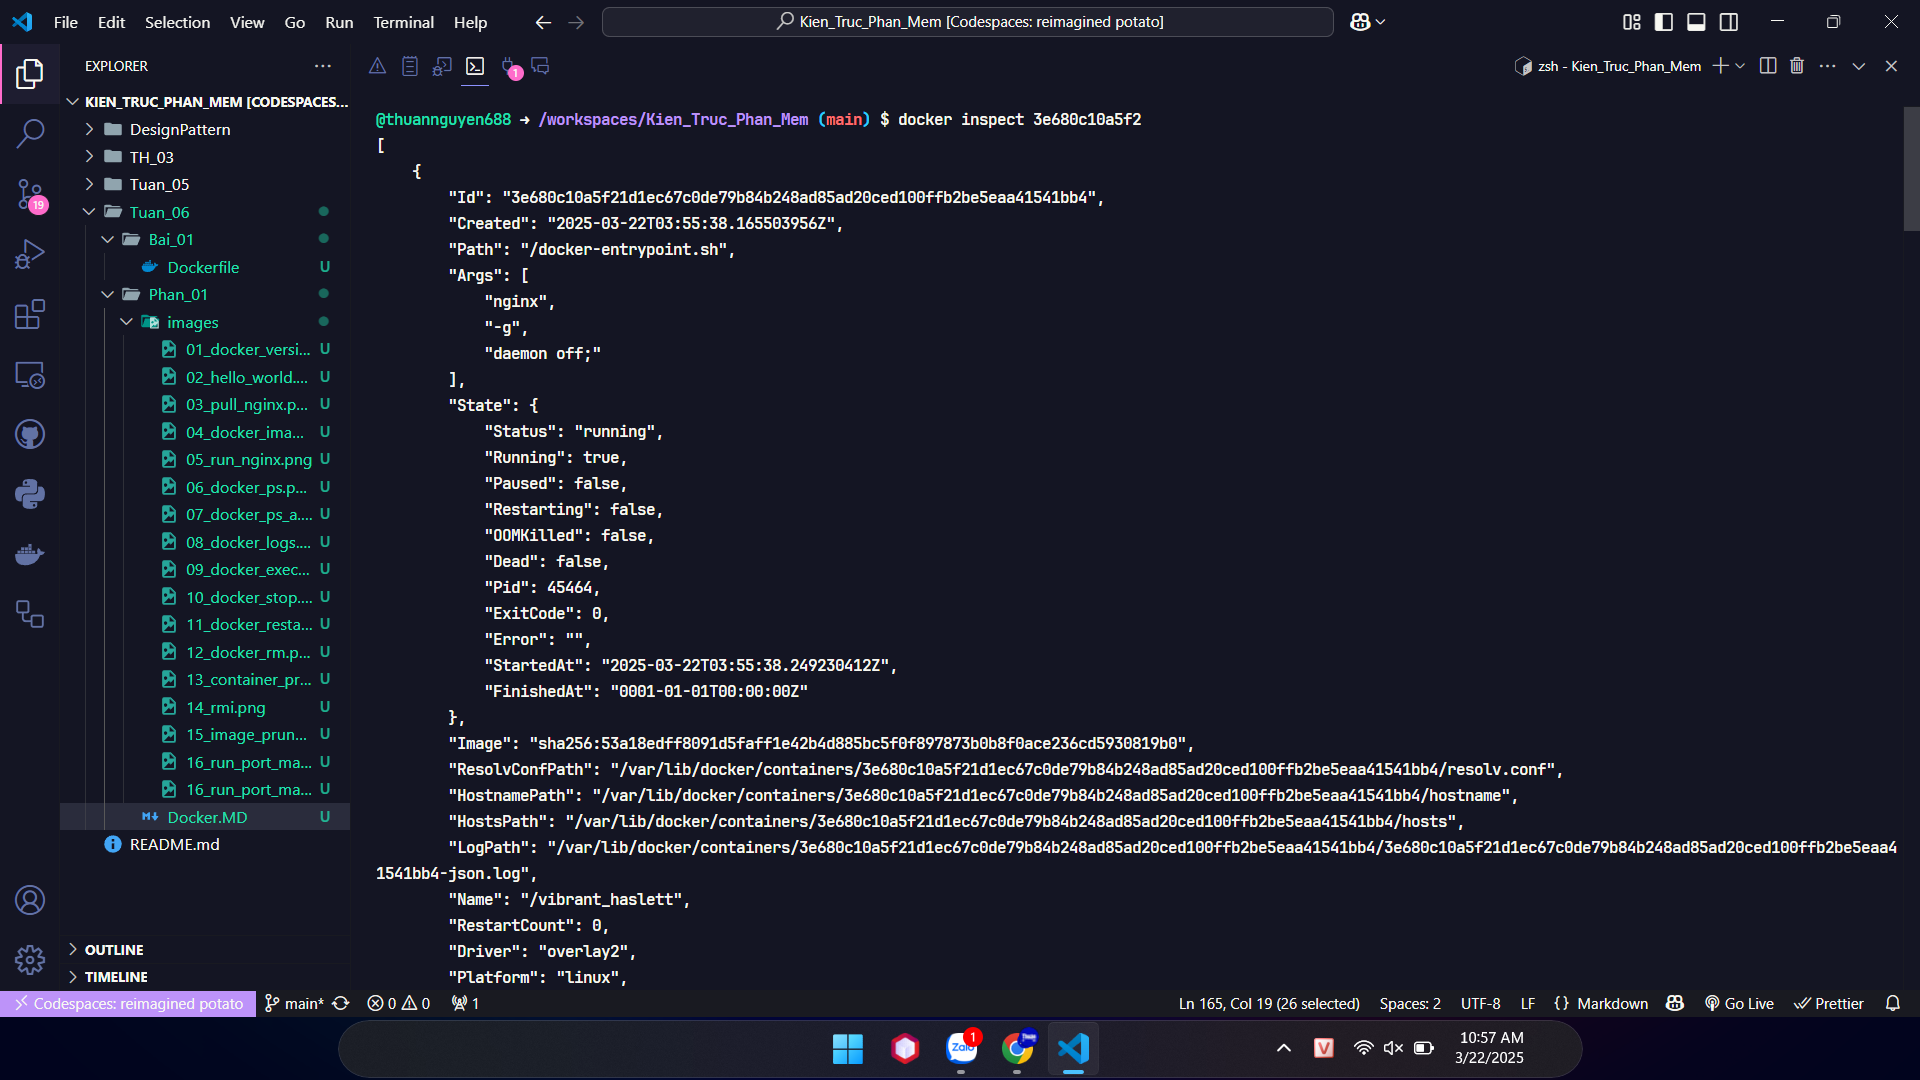 File Edit Selection View Go Run Terminal Help
Kien_Truc_Phan_Mem [Codespaces: reimagined potato]
EXPLORER
KIEN_TRUC_PHAN_MEM [CODESPACES...
DesignPattern
TH_03
Tuan_05
Tuan_06
Bai_01
Dockerfile U
Phan_01
images
01_docker_versi... U
02_hello_world.... U
03_pull_nginx.p... U
04_docker_ima... U
05_run_nginx.png U
06_docker_ps.p... U
07_docker_ps_a.... U
08_docker_logs.... U
09_docker_exec... U
10_docker_stop.... U
11_docker_resta... U
12_docker_rm.p... U
13_container_pr... U
14_rmi.png U
15_image_prun... U
16_run_port_ma... U
16_run_port_ma... U
Docker.MD U
README.md
OUTLINE
TIMELINE
19
1
zsh - Kien_Truc_Phan_Mem
@thuannguyen688 → /workspaces/Kien_Truc_Phan_Mem (main) $ docker inspect 3e680c10a5f2
[
{
"Id": "3e680c10a5f21d1ec67c0de79b84b248ad85ad20ced100ffb2be5eaa41541bb4",
"Created": "2025-03-22T03:55:38.165503956Z",
"Path": "/docker-entrypoint.sh",
"Args": [
"nginx",
"-g",
"daemon off;"
],
"State": {
"Status": "running",
"Running": true,
"Paused": false,
"Restarting": false,
"OOMKilled": false,
"Dead": false,
"Pid": 45464,
"ExitCode": 0,
"Error": "",
"StartedAt": "2025-03-22T03:55:38.249230412Z",
"FinishedAt": "0001-01-01T00:00:00Z"
},
"Image": "sha256:53a18edff8091d5faff1e42b4d885bc5f0f897873b0b8f0ace236cd5930819b0",
"ResolvConfPath": "/var/lib/docker/containers/3e680c10a5f21d1ec67c0de79b84b248ad85ad20ced100ffb2be5eaa41541bb4/resolv.conf",
"HostnamePath": "/var/lib/docker/containers/3e680c10a5f21d1ec67c0de79b84b248ad85ad20ced100ffb2be5eaa41541bb4/hostname",
"HostsPath": "/var/lib/docker/containers/3e680c10a5f21d1ec67c0de79b84b248ad85ad20ced100ffb2be5eaa41541bb4/hosts",
"LogPath": "/var/lib/docker/containers/3e680c10a5f21d1ec67c0de79b84b248ad85ad20ced100ffb2be5eaa41541bb4/3e680c10a5f21d1ec67c0de79b84b248ad85ad20ced100ffb2be5eaa4
1541bb4-json.log",
"Name": "/vibrant_haslett",
"RestartCount": 0,
"Driver": "overlay2",
"Platform": "linux",
Codespaces: reimagined potato main* 0 0 1 Ln 165, Col 19 (26 selected) Spaces: 2 UTF-8 LF {} Markdown Go Live Prettier
Zalo 1
V
10:57 AM
3/22/2025